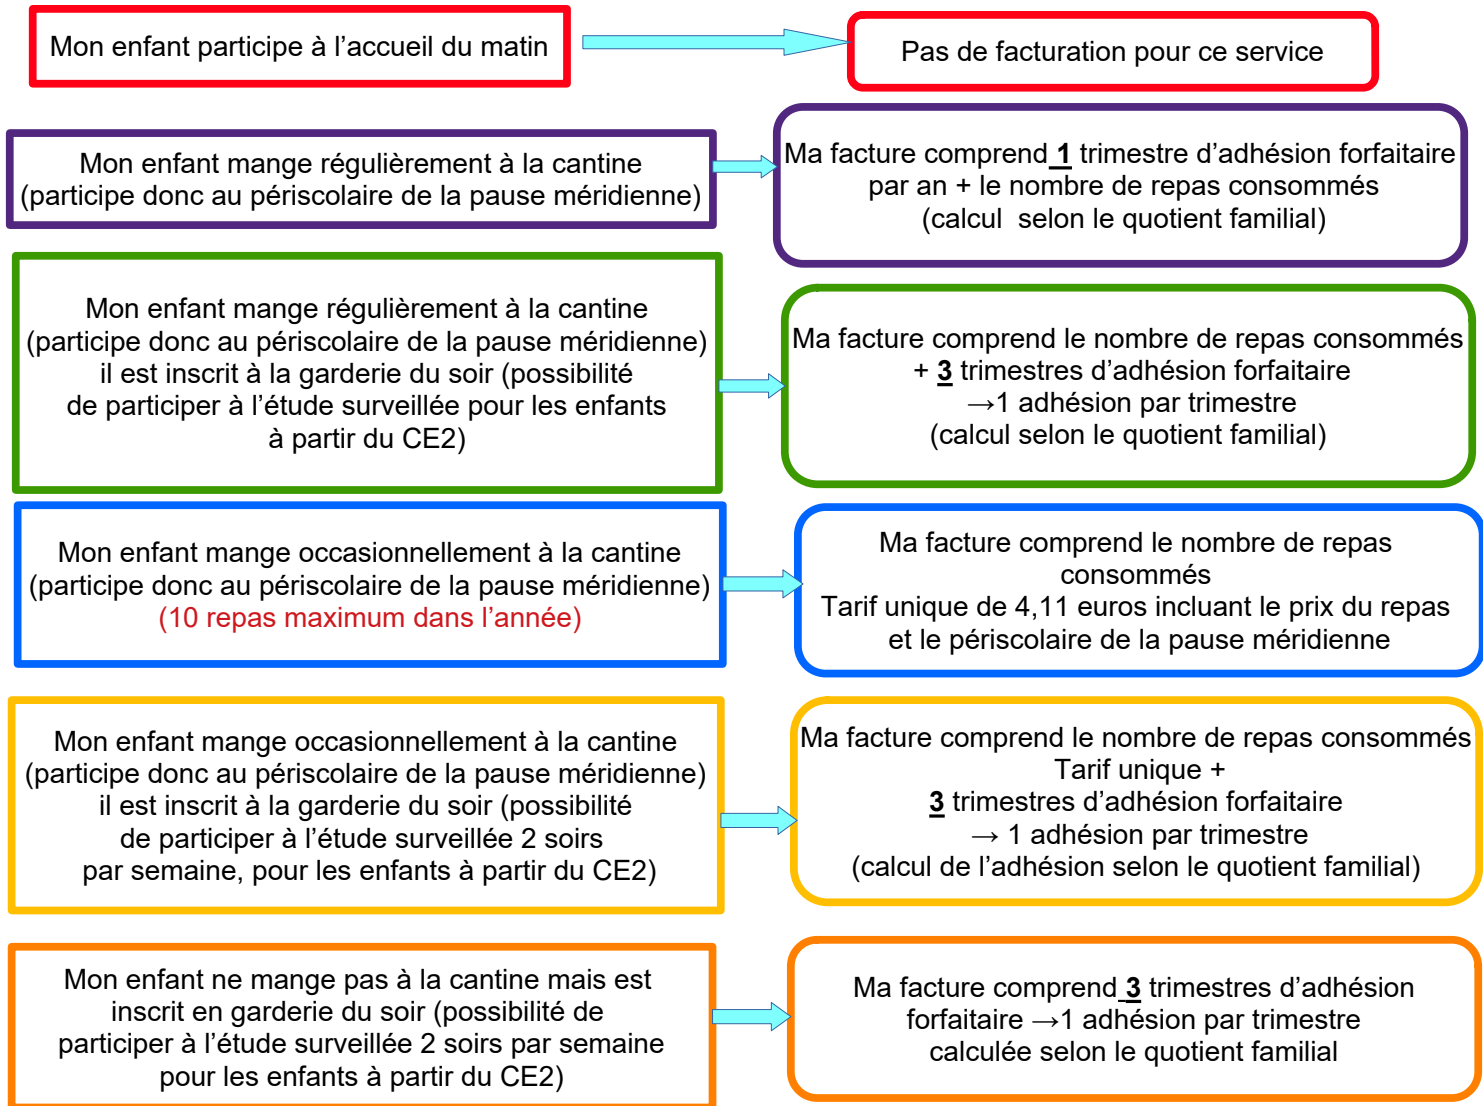 Mon enfant participe à l’accueil du matin
Pas de facturation pour ce service
Mon enfant mange régulièrement à la cantine
(participe donc au périscolaire de la pause méridienne)
Ma facture comprend 1 trimestre d’adhésion forfaitaire
par an + le nombre de repas consommés
(calcul selon le quotient familial)
Mon enfant mange régulièrement à la cantine
(participe donc au périscolaire de la pause méridienne)
il est inscrit à la garderie du soir (possibilité
de participer à l’étude surveillée pour les enfants
à partir du CE2)
Ma facture comprend le nombre de repas consommés
+ 3 trimestres d’adhésion forfaitaire
→1 adhésion par trimestre
(calcul selon le quotient familial)
Mon enfant mange occasionnellement à la cantine
(participe donc au périscolaire de la pause méridienne)
(10 repas maximum dans l’année)
Ma facture comprend le nombre de repas
consommés
Tarif unique de 4,11 euros incluant le prix du repas
et le périscolaire de la pause méridienne
Mon enfant mange occasionnellement à la cantine
(participe donc au périscolaire de la pause méridienne)
il est inscrit à la garderie du soir (possibilité
de participer à l’étude surveillée 2 soirs
par semaine, pour les enfants à partir du CE2)
Ma facture comprend le nombre de repas consommés
Tarif unique +
3 trimestres d’adhésion forfaitaire
→ 1 adhésion par trimestre
(calcul de l’adhésion selon le quotient familial)
Mon enfant ne mange pas à la cantine mais est
inscrit en garderie du soir (possibilité de
participer à l’étude surveillée 2 soirs par semaine
pour les enfants à partir du CE2)
Ma facture comprend 3 trimestres d’adhésion
forfaitaire →1 adhésion par trimestre
calculée selon le quotient familial